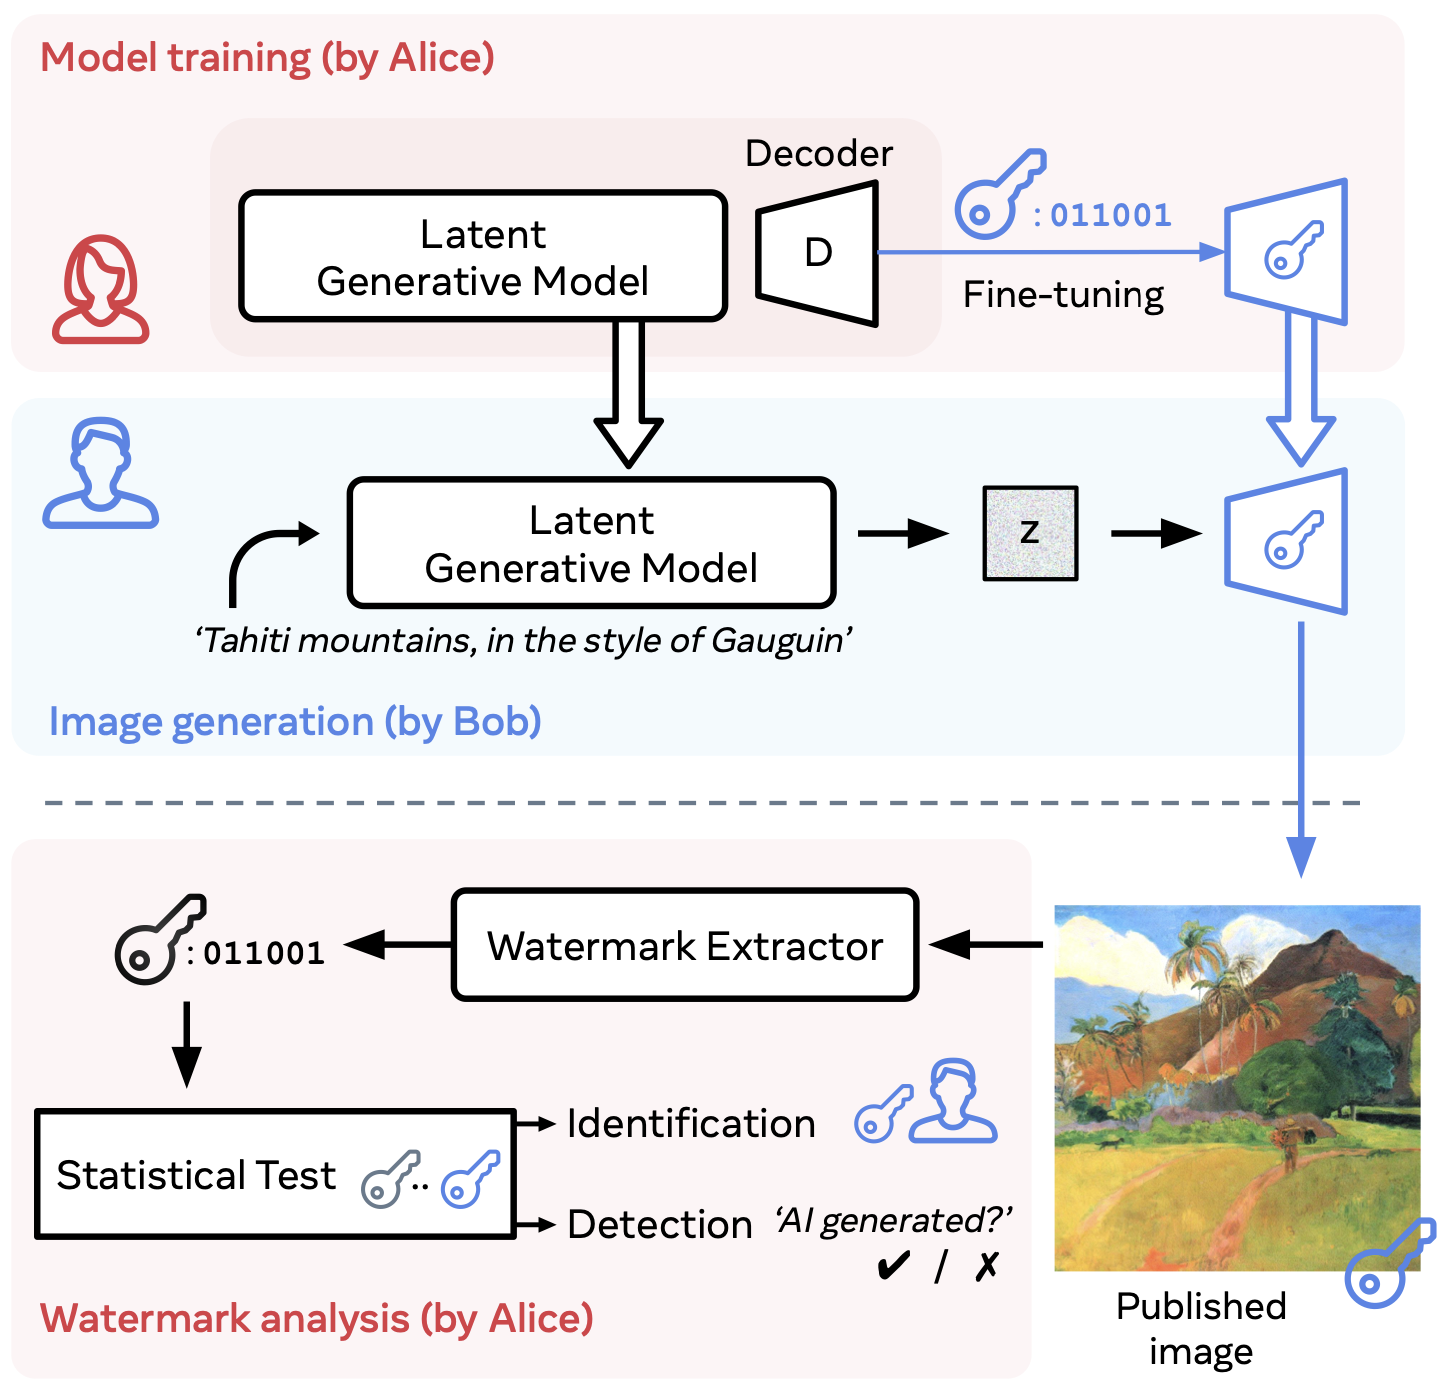 Model training (by Alice)
Decoder
Latent
Generative Model
D
: 011001
Fine-tuning
Latent
Generative Model
z
‘Tahiti mountains, in the style of Gauguin’
Image generation (by Bob)
: 011001
Watermark Extractor
Statistical Test
..
Identification
Detection
‘AI generated?’
✔ / ✗
Watermark analysis (by Alice)
Published
image